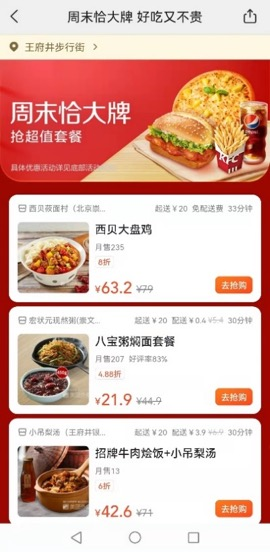 周末恰大牌 好吃又不贵
王府井步行街
周末恰大牌
抢超值套餐
具体优惠活动详见底部活动
西贝莜面村（北京崇...
起送￥20 免配送费 33分钟
西贝大盘鸡
月售235
8折
¥63.2 ¥79
去抢购
宏状元现熬粥(崇文...
起送￥20 配送￥0.4 ￥5.4 30分钟
八宝粥焖面套餐
月售207 好评率83%
4.88折
¥21.9 ¥44.9
去抢购
小吊梨汤（王府井银...
起送￥20 配送￥3.9 ￥6.9 30分钟
招牌牛肉烩饭+小吊梨汤
月售13
6折
¥42.6 ¥71
去抢购